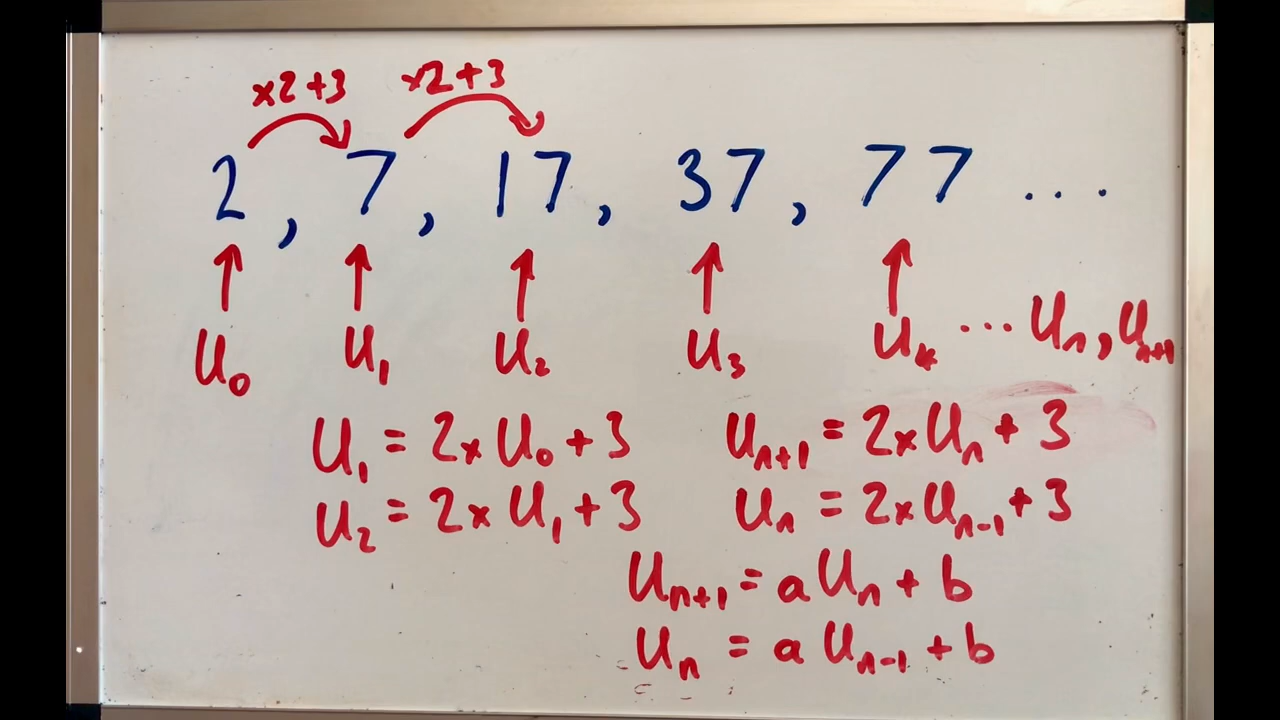 ×2+3 ×2+3
2, 7, 17, 37, 77 ...
U₀ U₁ U₂ U₃ U₄ ... Uₙ, Uₙ₊₁
U₁ = 2×U₀+3 Uₙ₊₁ = 2×Uₙ+3
U₂ = 2×U₁+3 Uₙ = 2×Uₙ₋₁+3
Uₙ₊₁ = aUₙ+b
Uₙ = aUₙ₋₁+b